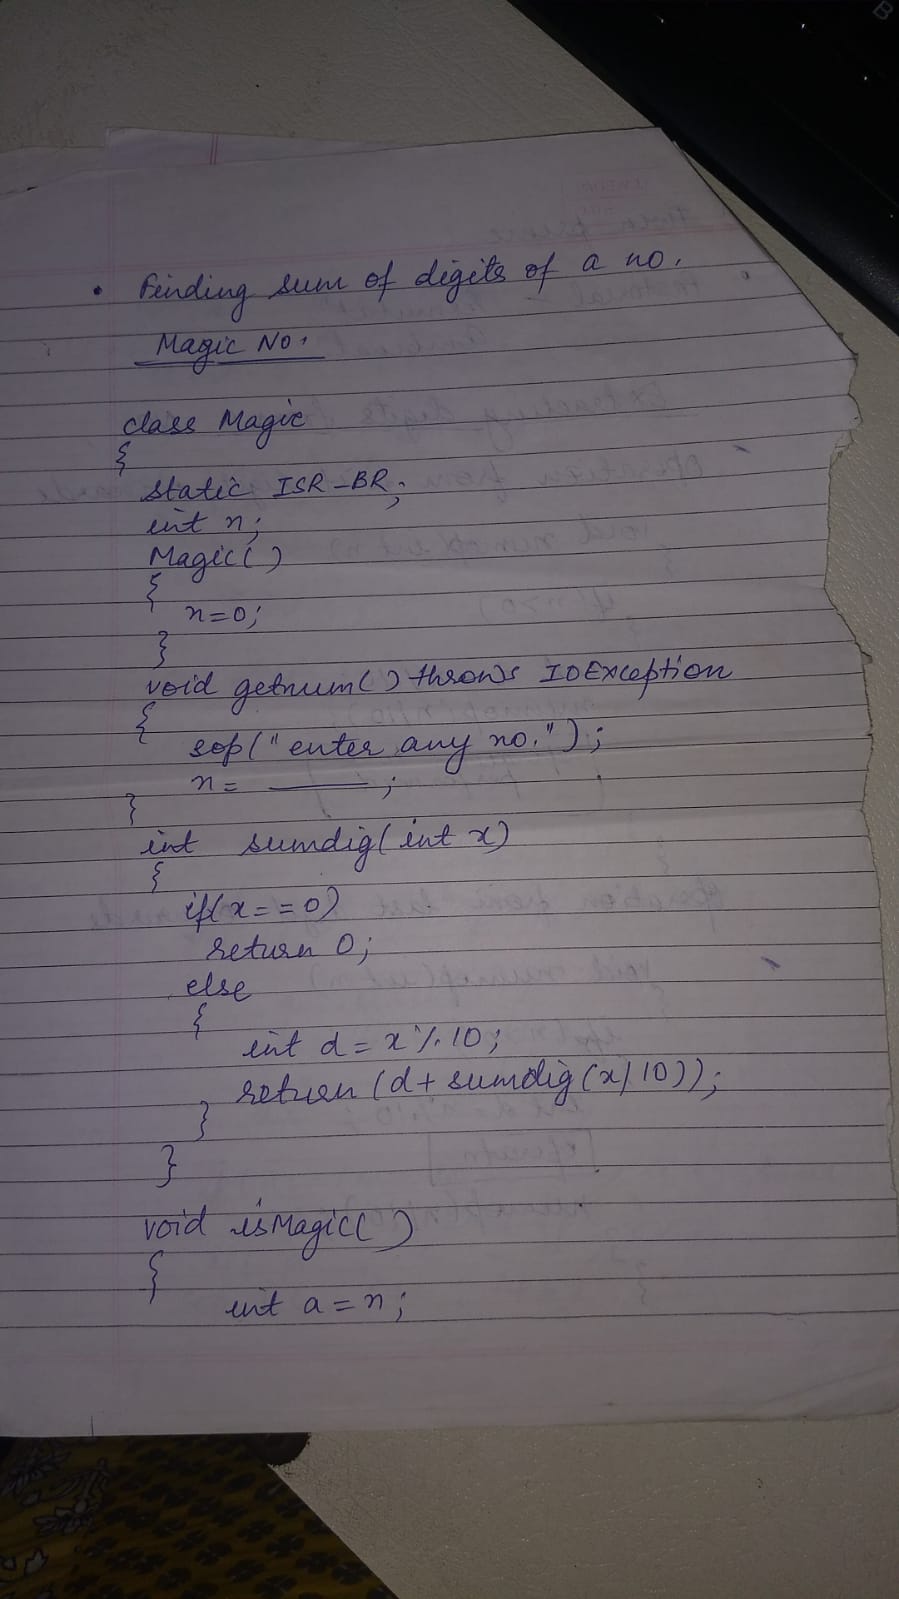 • Finding sum of digits of a no.
Magic No.
class Magic
{
static ISR-BR;
int n;
Magic()
{
n=0;
}
void getnum() throws IOException
{
sop("enter any no.");
n= ———;
}
int sumdig(int x)
{
if(x==0)
return 0;
else
{
int d = x%10;
return (d+ sumdig(x/10));
}
}
void isMagic()
{
int a=n;